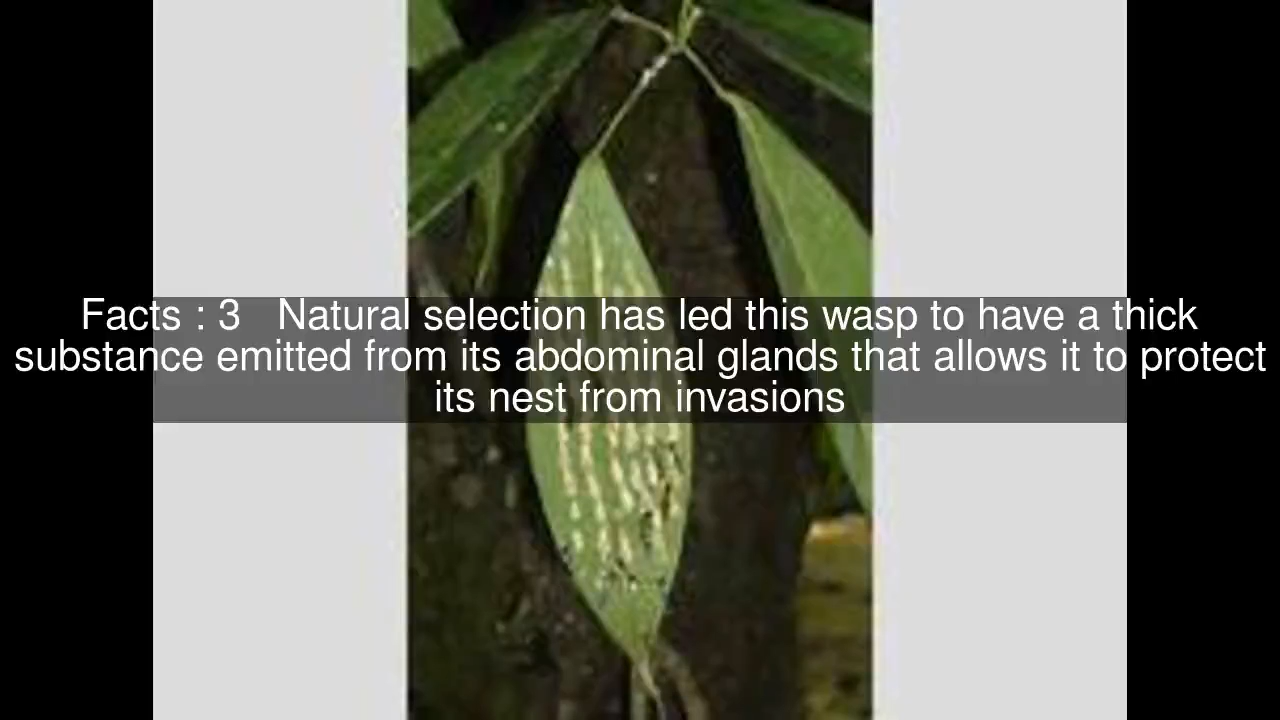 Facts : 3   Natural selection has led this wasp to have a thick
substance emitted from its abdominal glands that allows it to protect
its nest from invasions